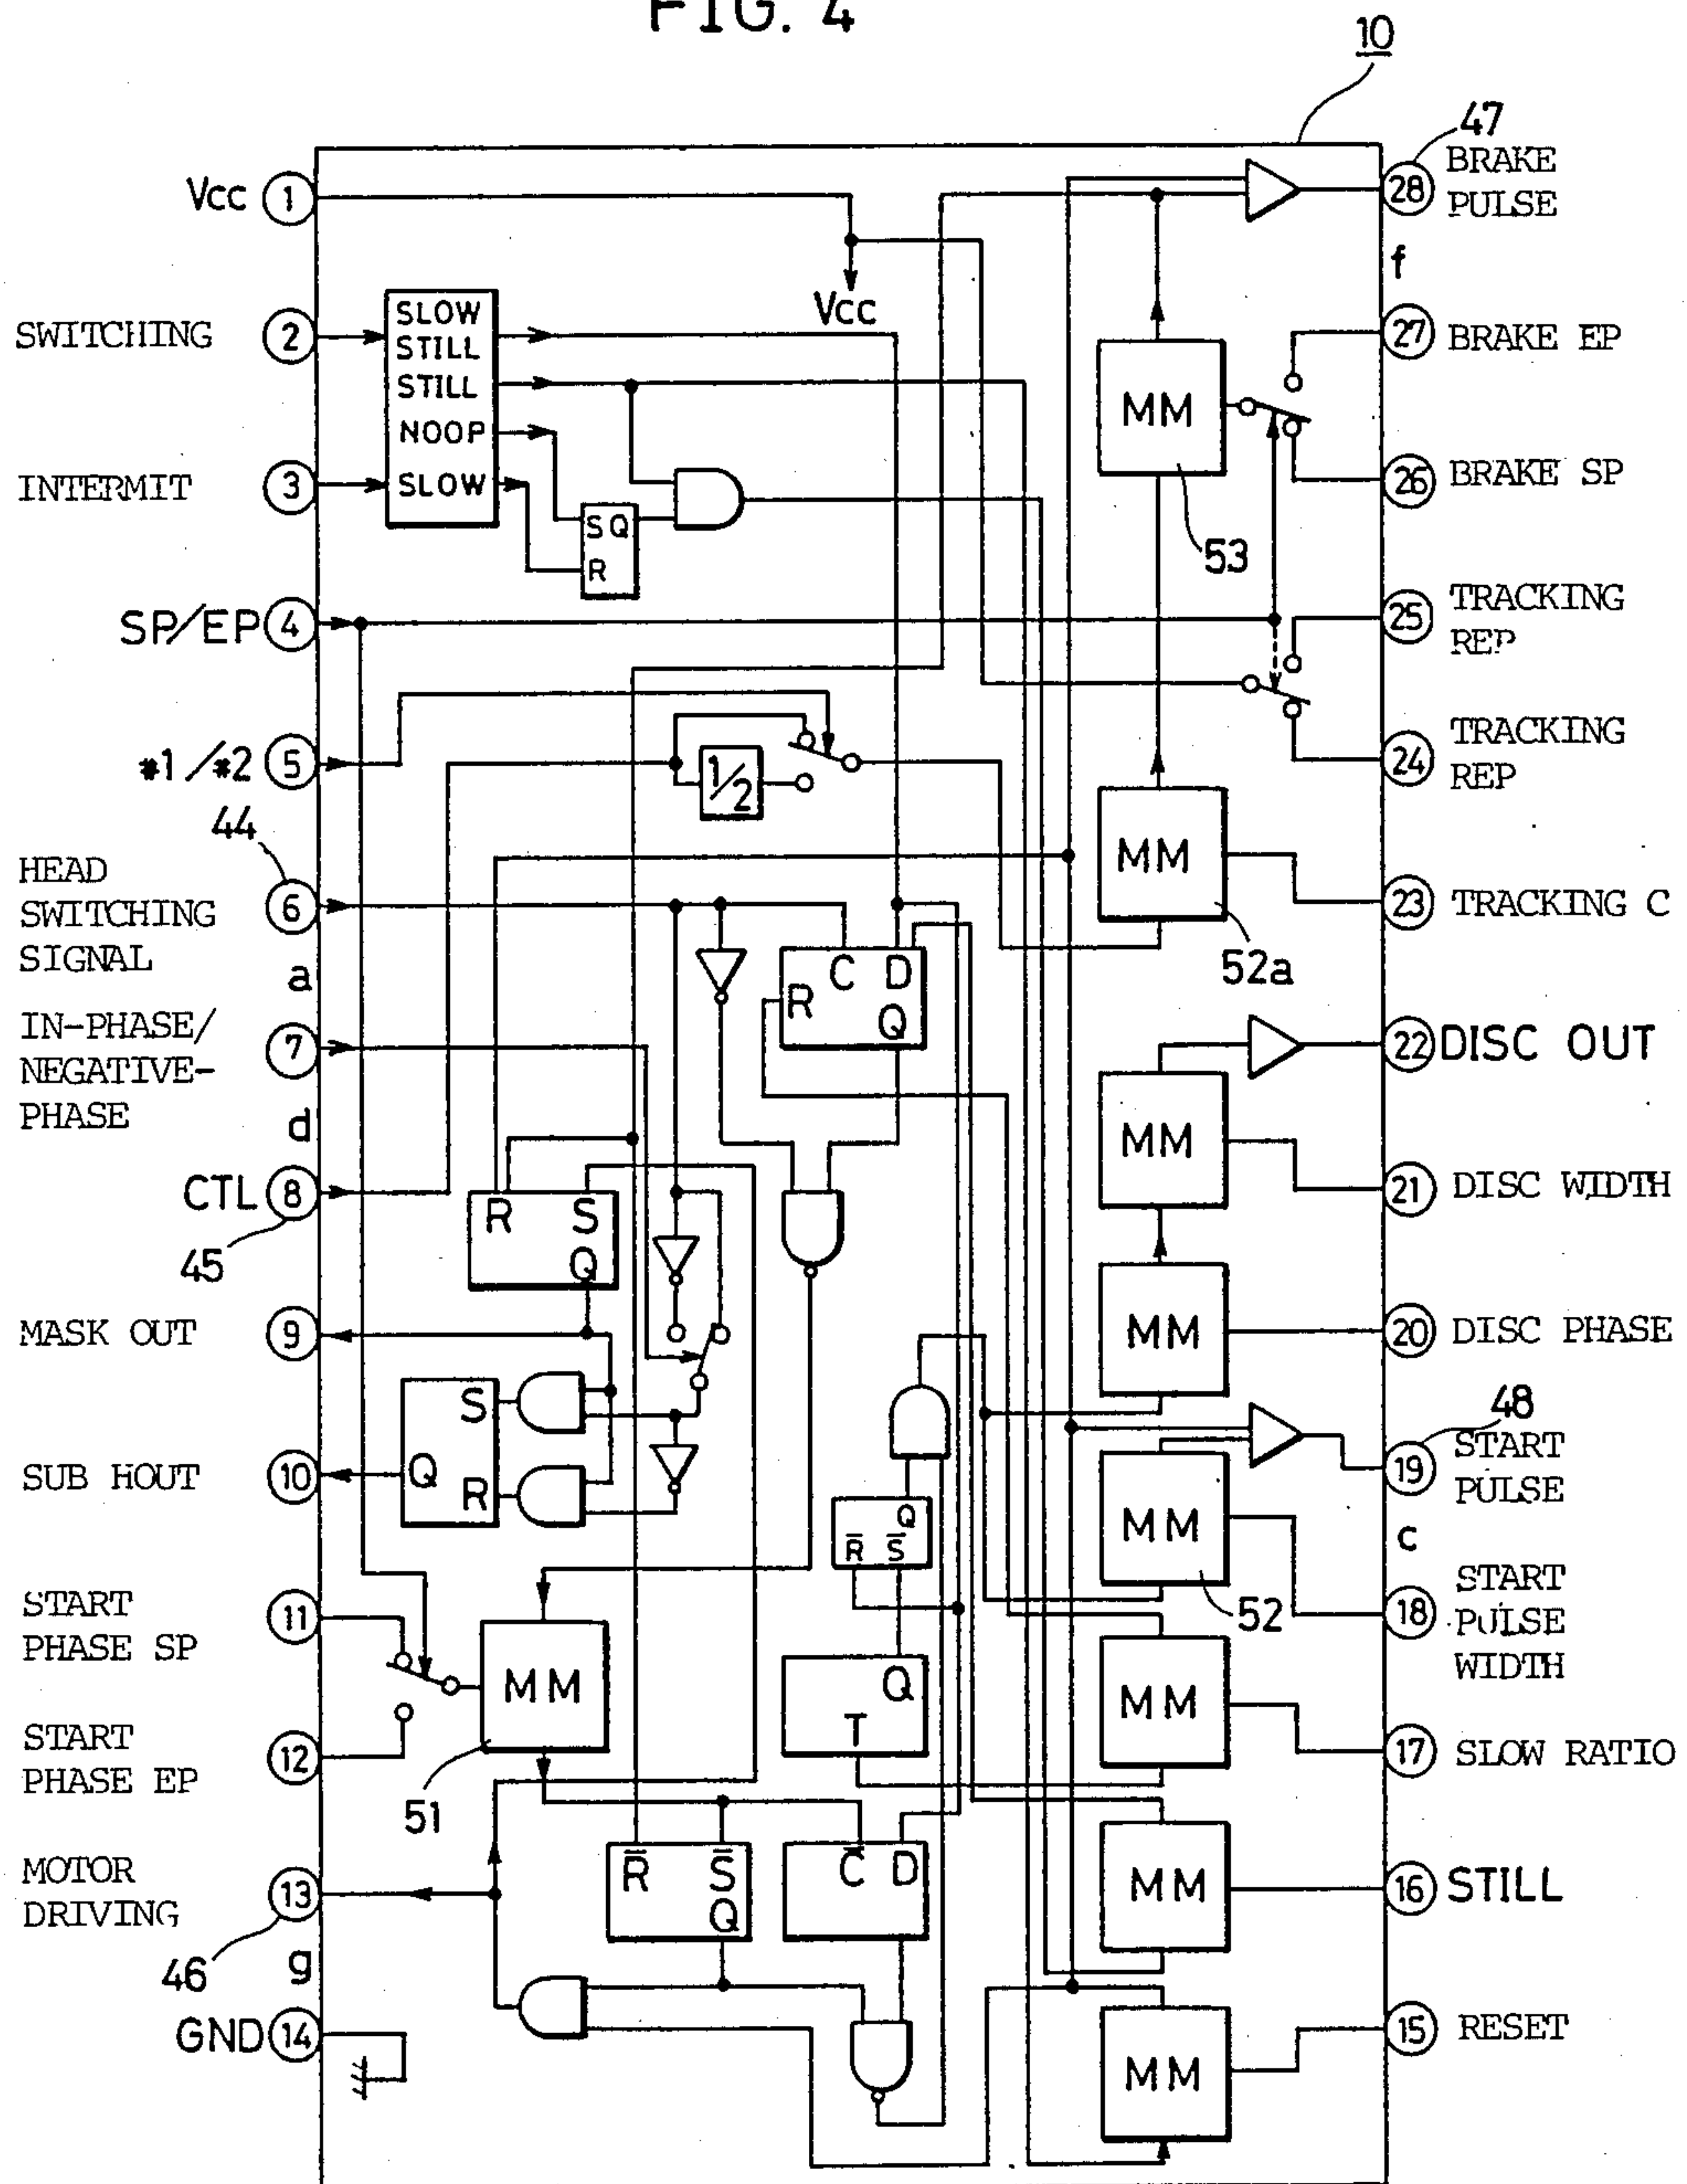 FIG. 4
10
47
Vcc 1
28 BRAKE
PULSE
f
Vcc
SWITCHING 2
SLOW
STILL
STILL
NOOP
SLOW
27 BRAKE EP
MM
INTERMIT 3
26 BRAKE SP
S Q
R
53
SP/EP 4
25 TRACKING
REP
#1/#2 5
1/2
24 TRACKING
REP
44
MM
HEAD
SWITCHING
SIGNAL
6
23 TRACKING C
a
C D
R
Q
52a
IN-PHASE/
NEGATIVE-
PHASE
7
22 DISC OUT
d
MM
CTL 8
21 DISC WIDTH
R S
Q
45
MASK OUT 9
MM
20 DISC PHASE
S
Q
R
48
SUB HOUT 10
19 START
PULSE
Q
R̅ S̅
MM
c
START
PHASE SP
11
52
18 START
PULSE
WIDTH
MM
Q
T
MM
START
PHASE EP
12
17 SLOW RATIO
51
MOTOR
DRIVING
13
R̅ S̅
Q
C̅ D
MM
16 STILL
46
g
GND 14
MM
15 RESET